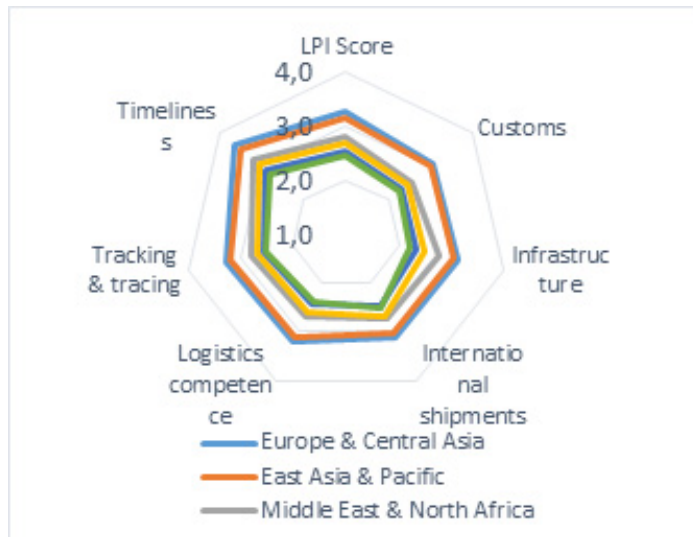 LPI Score
4,0
Timelines
s
3,0
Customs
2,0
1,0
Tracking
& tracing
Infrastruc
ture
Logistics
competen
ce
Internatio
nal
shipments
Europe & Central Asia
East Asia & Pacific
Middle East & North Africa